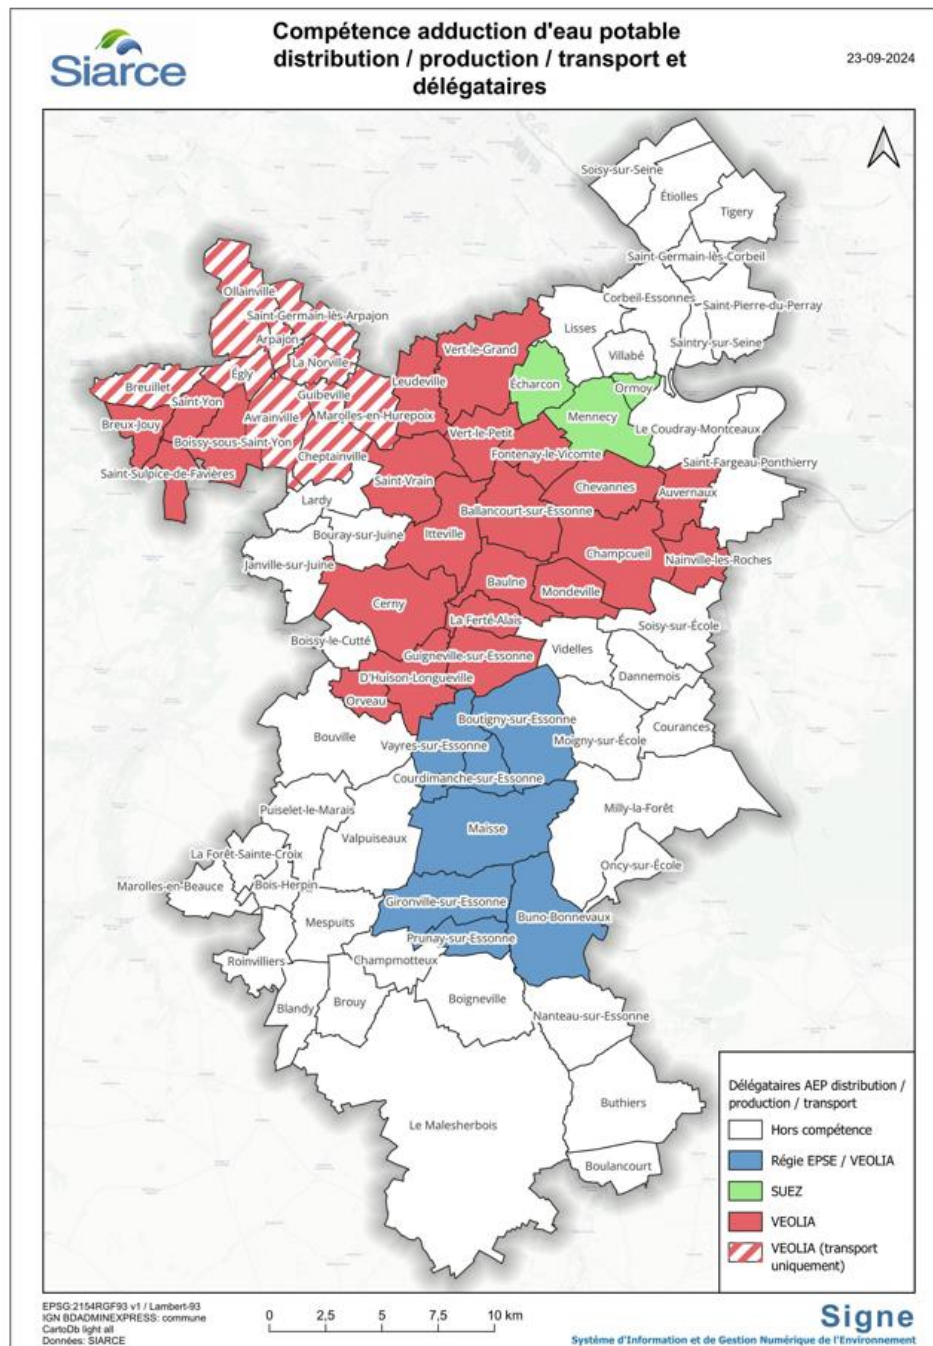 Siarce
Compétence adduction d'eau potable
distribution / production / transport et
délégataires
23-09-2024
Soisy-sur-Seine
Étiolles
Tigery
Saint-Germain-lès-Corbeil
Ollainville
Corbeil-Essonnes
Saint-Pierre-du-Perray
Saint-Germain-lès-Arpajon
Lisses
Arpajon
Saintry-sur-Seine
Vert-le-Grand
Villabé
La Norville
Égly
Leudeville
Écharcon
Breuillet
Ormoy
Guibeville
Saint-Yon
Avrainville
Marolles-en-Hurepoix
Mennecy
Breux-Jouy
Le Coudray-Montceaux
Vert-le-Petit
Boissy-sous-Saint-Yon
Fontenay-le-Vicomte
Cheptainville
Saint-Fargeau-Ponthierry
Saint-Sulpice-de-Favières
Saint-Vrain
Chevannes
Auvernaux
Lardy
Ballancourt-sur-Essonne
Bouray-sur-Juine
Itteville
Champcueil
Nainville-les-Roches
Janville-sur-Juine
Baulne
Mondeville
Cerny
La Ferté-Alais
Soisy-sur-École
Boissy-le-Cutté
Videlles
Guigneville-sur-Essonne
D'Huison-Longueville
Dannemois
Orveau
Boutigny-sur-Essonne
Courances
Bouville
Vayres-sur-Essonne
Moigny-sur-École
Courdimanche-sur-Essonne
Puiselet-le-Marais
Milly-la-Forêt
Maisse
Valpuiseaux
La Forêt-Sainte-Croix
Oncy-sur-École
Marolles-en-Beauce
Bois-Herpin
Gironville-sur-Essonne
Mespuits
Buno-Bonnevaux
Prunay-sur-Essonne
Roinvilliers
Champmotteux
Boigneville
Blandy
Brouy
Nanteau-sur-Essonne
Buthiers
Le Malesherbois
Boulancourt
Délégataires AEP distribution /
production / transport
Hors compétence
Régie EPSE / VEOLIA
SUEZ
VEOLIA
VEOLIA (transport
uniquement)
EPSG:2154RGF93 v1 / Lambert-93
IGN BDADMINEXPRESS: commune
CartoDb light all
Données: SIARCE
0 2,5 5 7,5 10 km
Signe
Système d'Information et de Gestion Numérique de l'Environnement